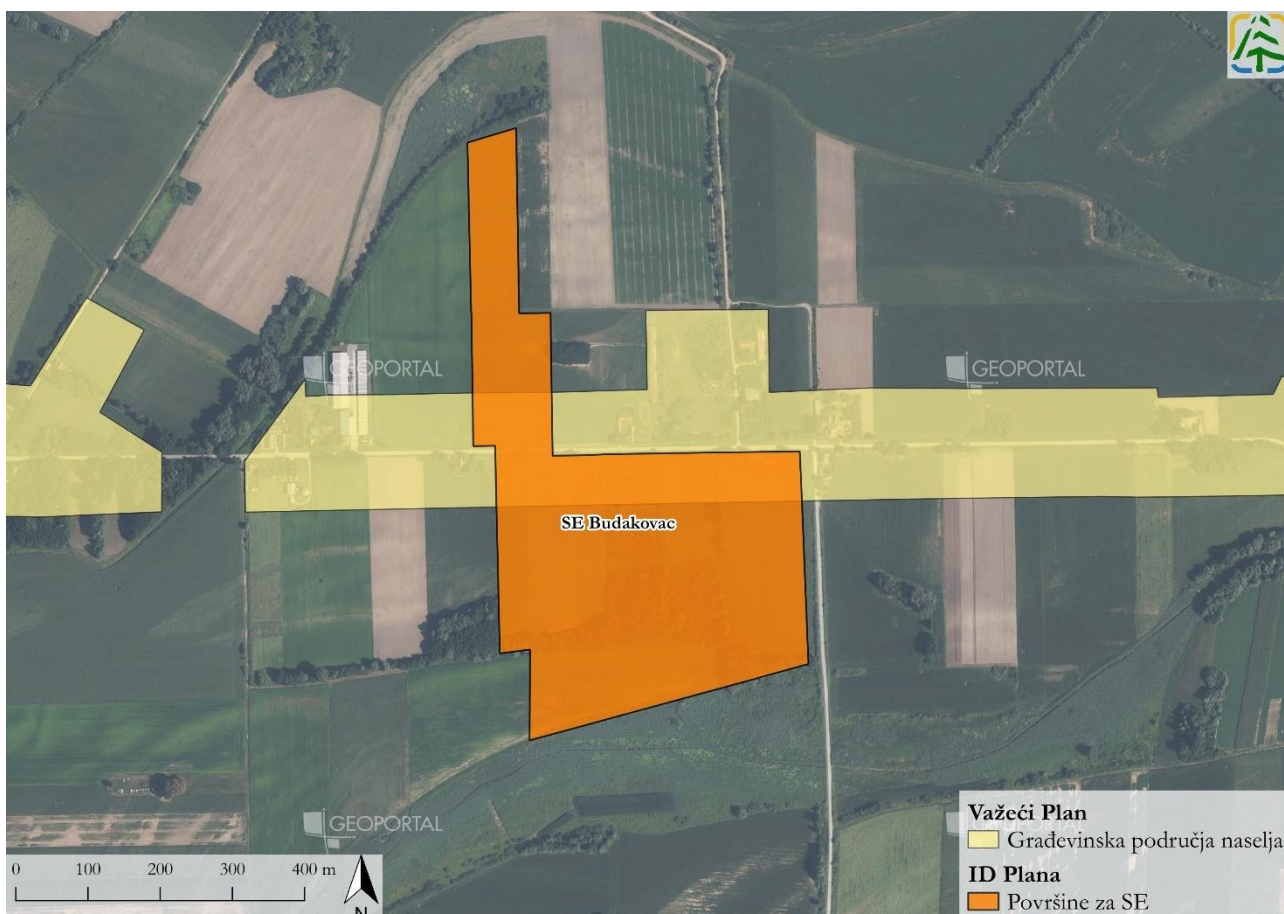 GEOPORTAL
GEOPORTAL
SE Budakovac
GEOPORTAL
GEOPORTAL
Važeći Plan
Građevinska područja naselja
ID Plana
Površine za SE
0 100 200 300 400 m
N